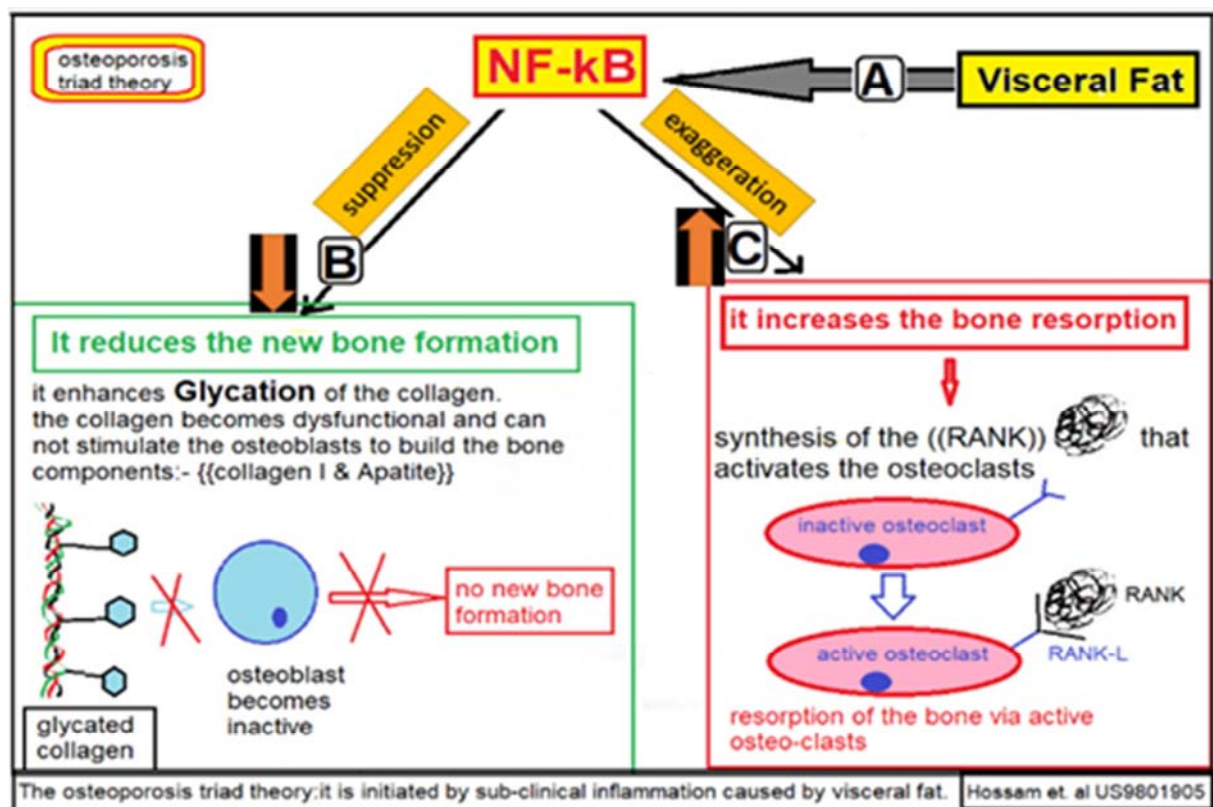 osteoporosis
triad theory
NF-kB
A
Visceral Fat
suppression
exaggeration
B
C
It reduces the new bone formation
it enhances Glycation of the collagen.
the collagen becomes dysfunctional and can
not stimulate the osteoblasts to build the bone
components:- {{collagen I & Apatite}}
no new bone
formation
osteoblast
becomes
inactive
glycated
collagen
it increases the bone resorption
synthesis of the ((RANK)) that
activates the osteoclasts
inactive osteoclast
RANK
active osteoclast
RANK-L
resorption of the bone via active
osteo-clasts
The osteoporosis triad theory:it is initiated by sub-clinical inflammation caused by visceral fat.
Hossam et. al US9801905